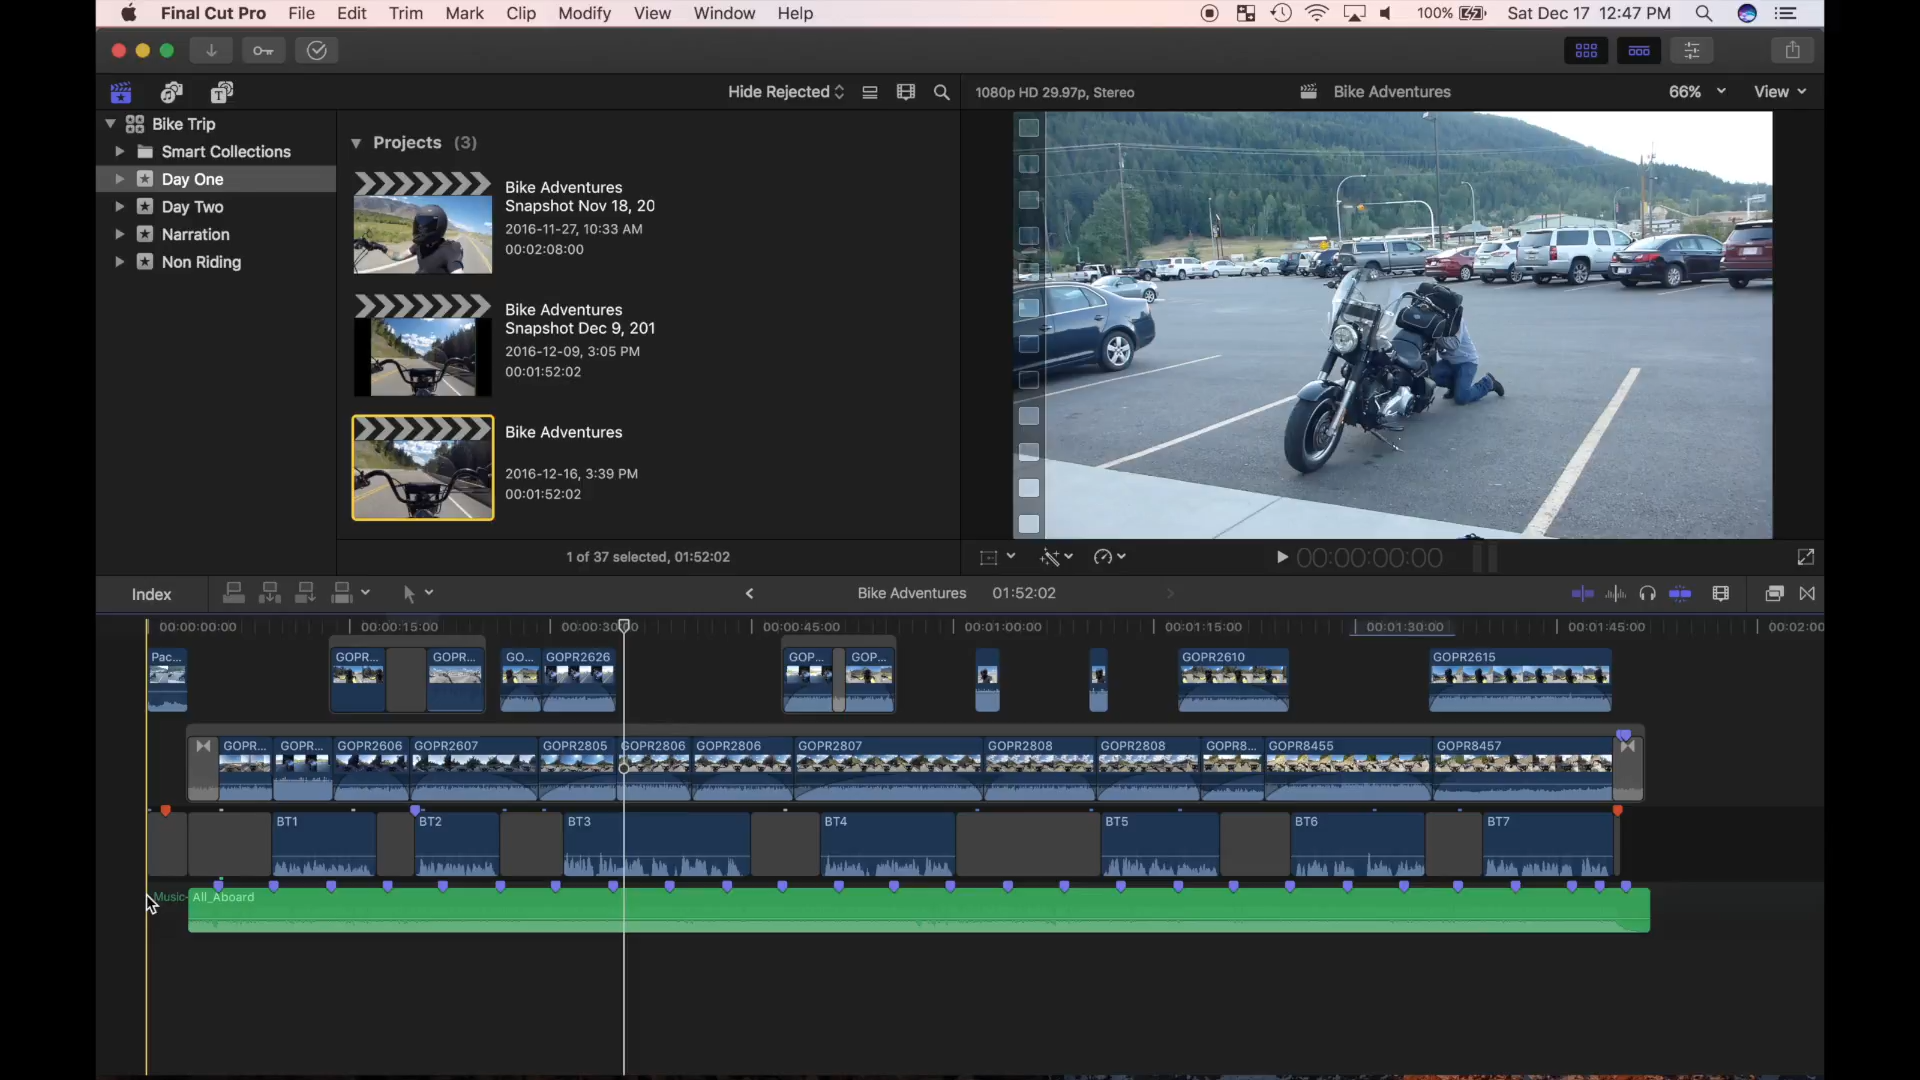 Final Cut Pro File Edit Trim Mark Clip Modify View Window Help 100% Sat Dec 17 12:47 PM
Hide Rejected 1080p HD 29.97p, Stereo Bike Adventures 66% View
Bike Trip
Smart Collections
Day One
Day Two
Narration
Non Riding
Projects (3)
Bike Adventures
Snapshot Nov 18, 20
2016-11-27, 10:33 AM
00:02:08:00
Bike Adventures
Snapshot Dec 9, 201
2016-12-09, 3:05 PM
00:01:52:02
Bike Adventures
2016-12-16, 3:39 PM
00:01:52:02
1 of 37 selected, 01:52:02
00:00:00:00
Index Bike Adventures 01:52:02
00:00:00:00 00:00:15:00 00:00:30:00 00:00:45:00 00:01:00:00 00:01:15:00 00:01:30:00 00:01:45:00 00:02:00
Pac... GOPR... GOPR... GO... GOPR2626 GOP... GOP... GOPR2610 GOPR2615
GOPR... GOPR... GOPR2606 GOPR2607 GOPR2805 GOPR2806 GOPR2806 GOPR2807 GOPR2808 GOPR2808 GOPR8... GOPR8455 GOPR8457
BT1 BT2 BT3 BT4 BT5 BT6 BT7
Music- All_Aboard